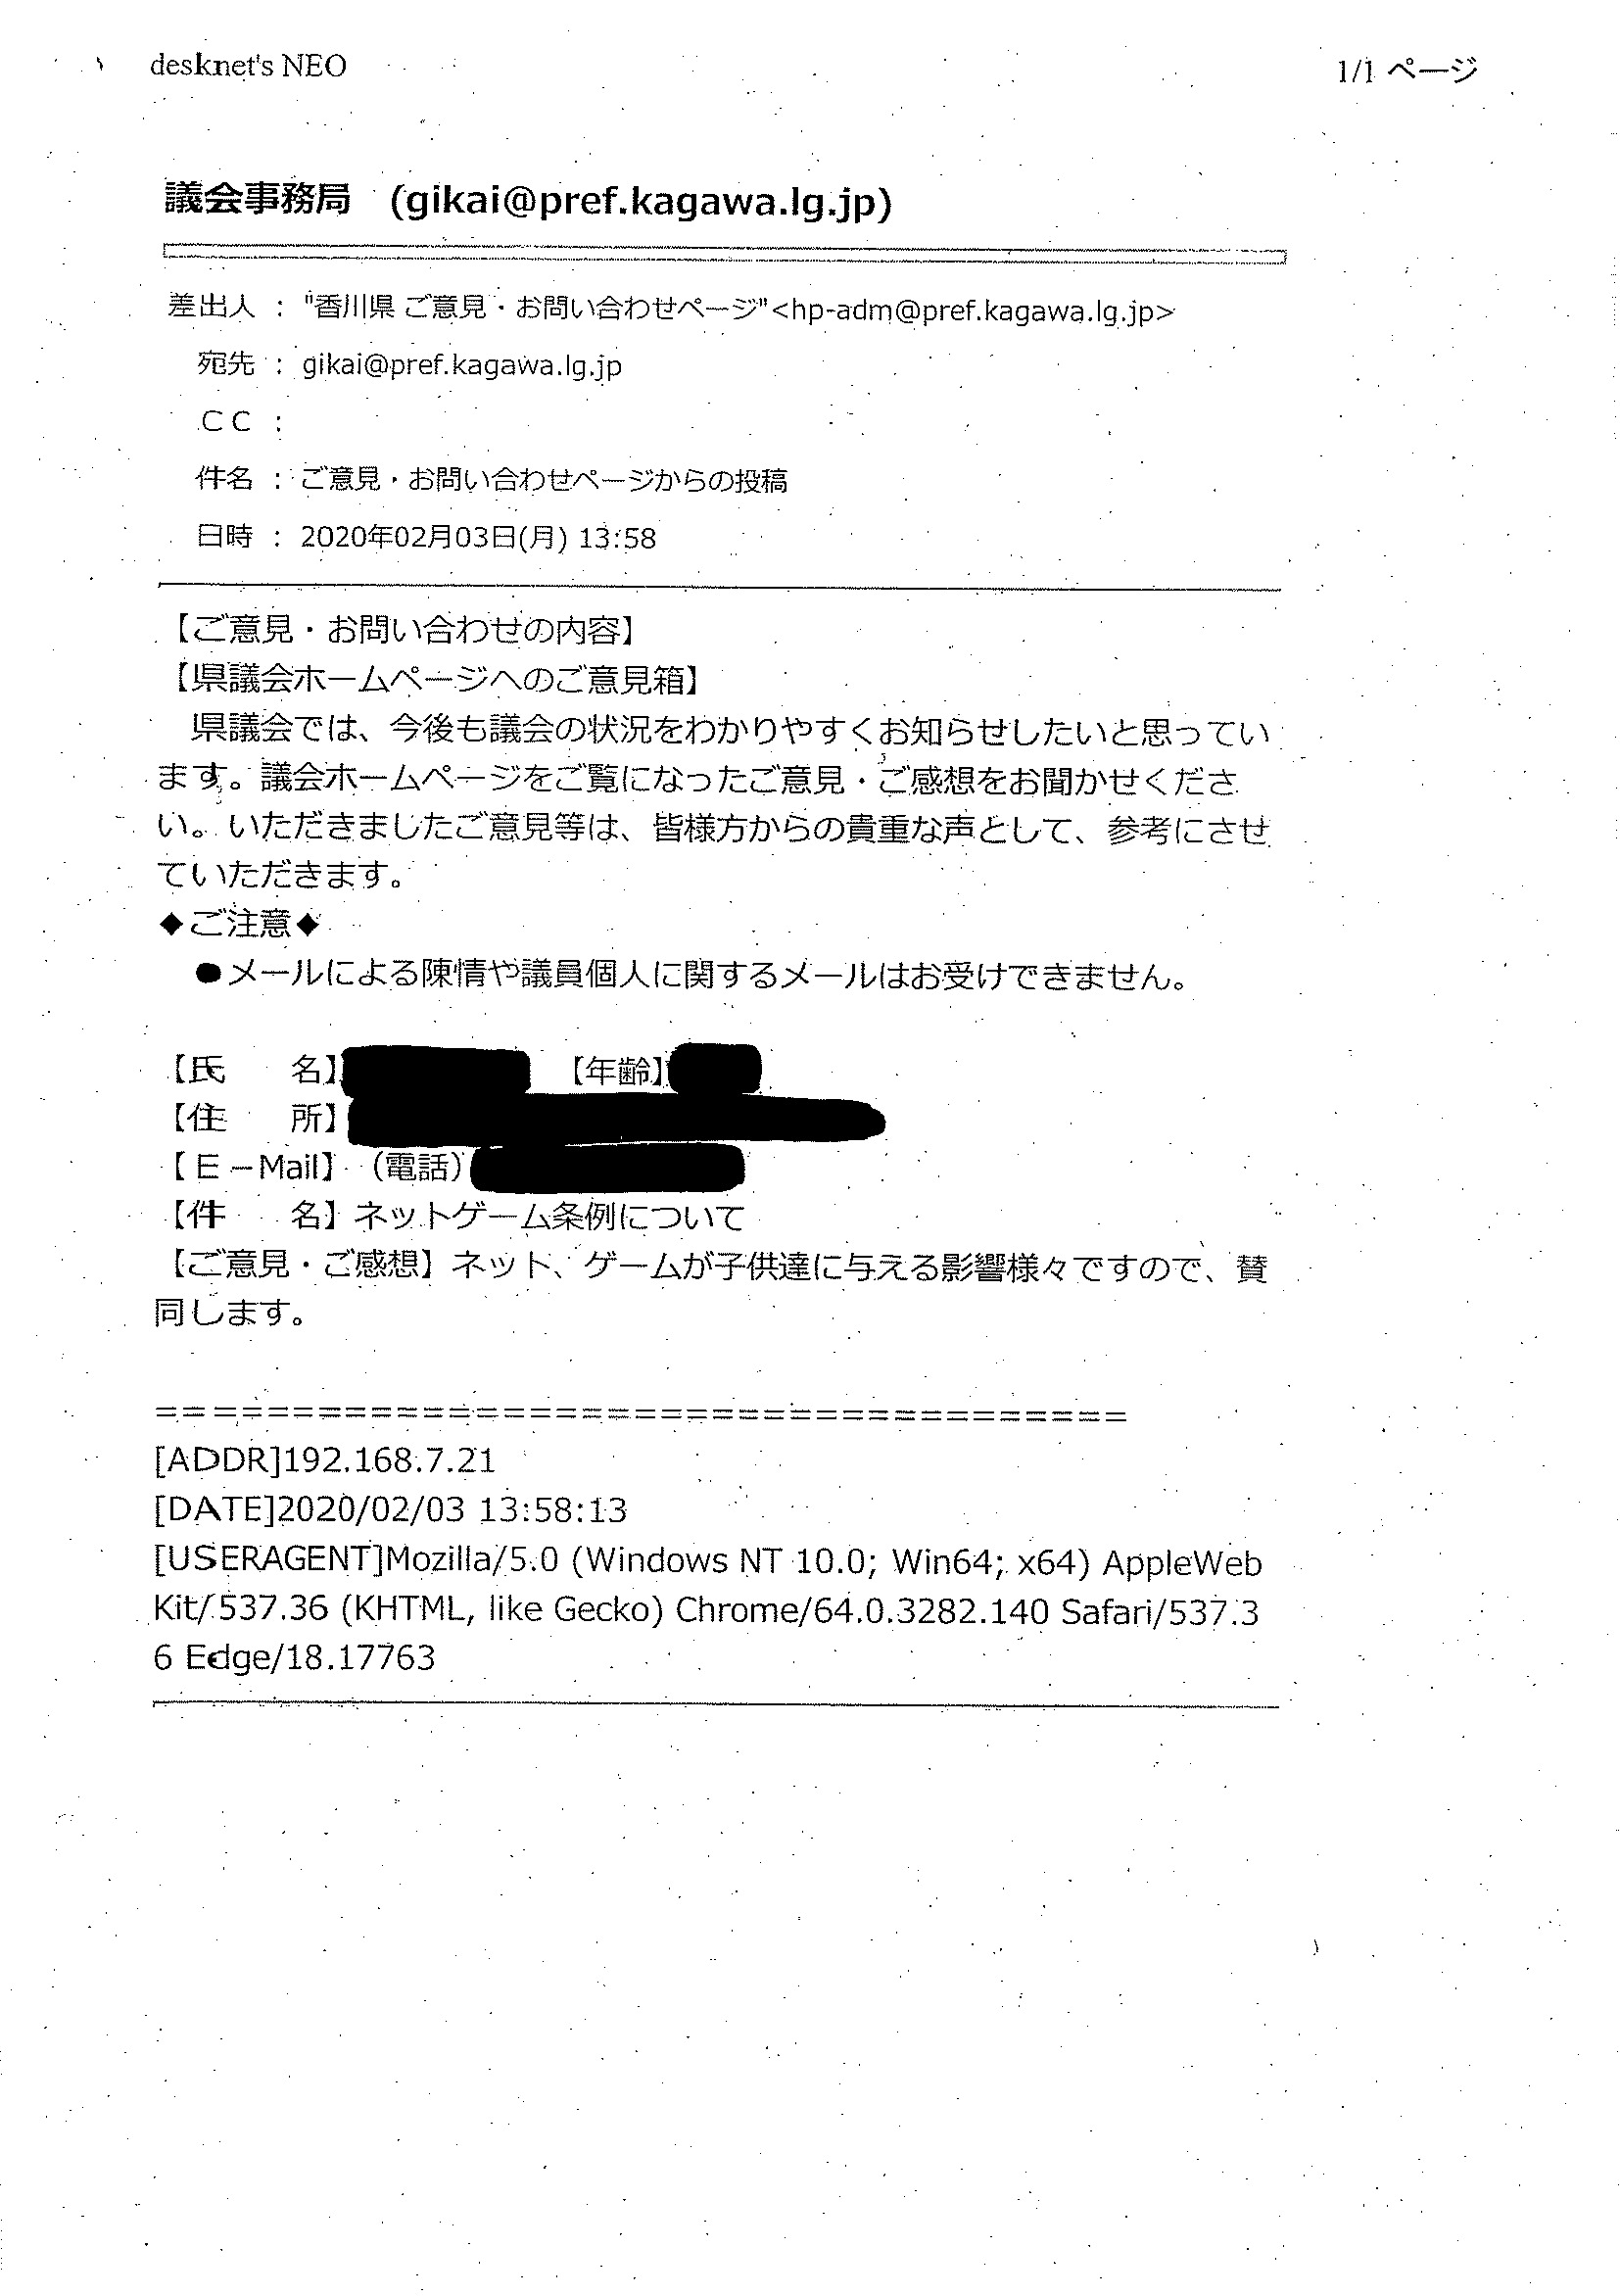 desknet's NEO
1/1 ページ
議会事務局　(gikai@pref.kagawa.lg.jp)
差出人 : "香川県 ご意見・お問い合わせページ"<hp-adm@pref.kagawa.lg.jp>
宛先 : gikai@pref.kagawa.lg.jp
ＣＣ :
件名 : ご意見・お問い合わせページからの投稿
日時 : 2020年02月03日(月) 13:58
【ご意見・お問い合わせの内容】
【県議会ホームページへのご意見箱】
　県議会では、今後も議会の状況をわかりやすくお知らせしたいと思ってい
ます。議会ホームページをご覧になったご意見・ご感想をお聞かせくださ
い。いただきましたご意見等は、皆様方からの貴重な声として、参考にさせ
ていただきます。
◆ご注意◆
　●メールによる陳情や議員個人に関するメールはお受けできません。
【氏　　名】　【年齢】
【住　　所】
【Ｅ－Mail】（電話）
【件　　名】ネットゲーム条例について
【ご意見・ご感想】ネット、ゲームが子供達に与える影響様々ですので、賛
同します。
======================================
[ADDR]192.168.7.21
[DATE]2020/02/03 13:58:13
[USERAGENT]Mozilla/5.0 (Windows NT 10.0; Win64; x64) AppleWeb
Kit/537.36 (KHTML, like Gecko) Chrome/64.0.3282.140 Safari/537.3
6 Edge/18.17763